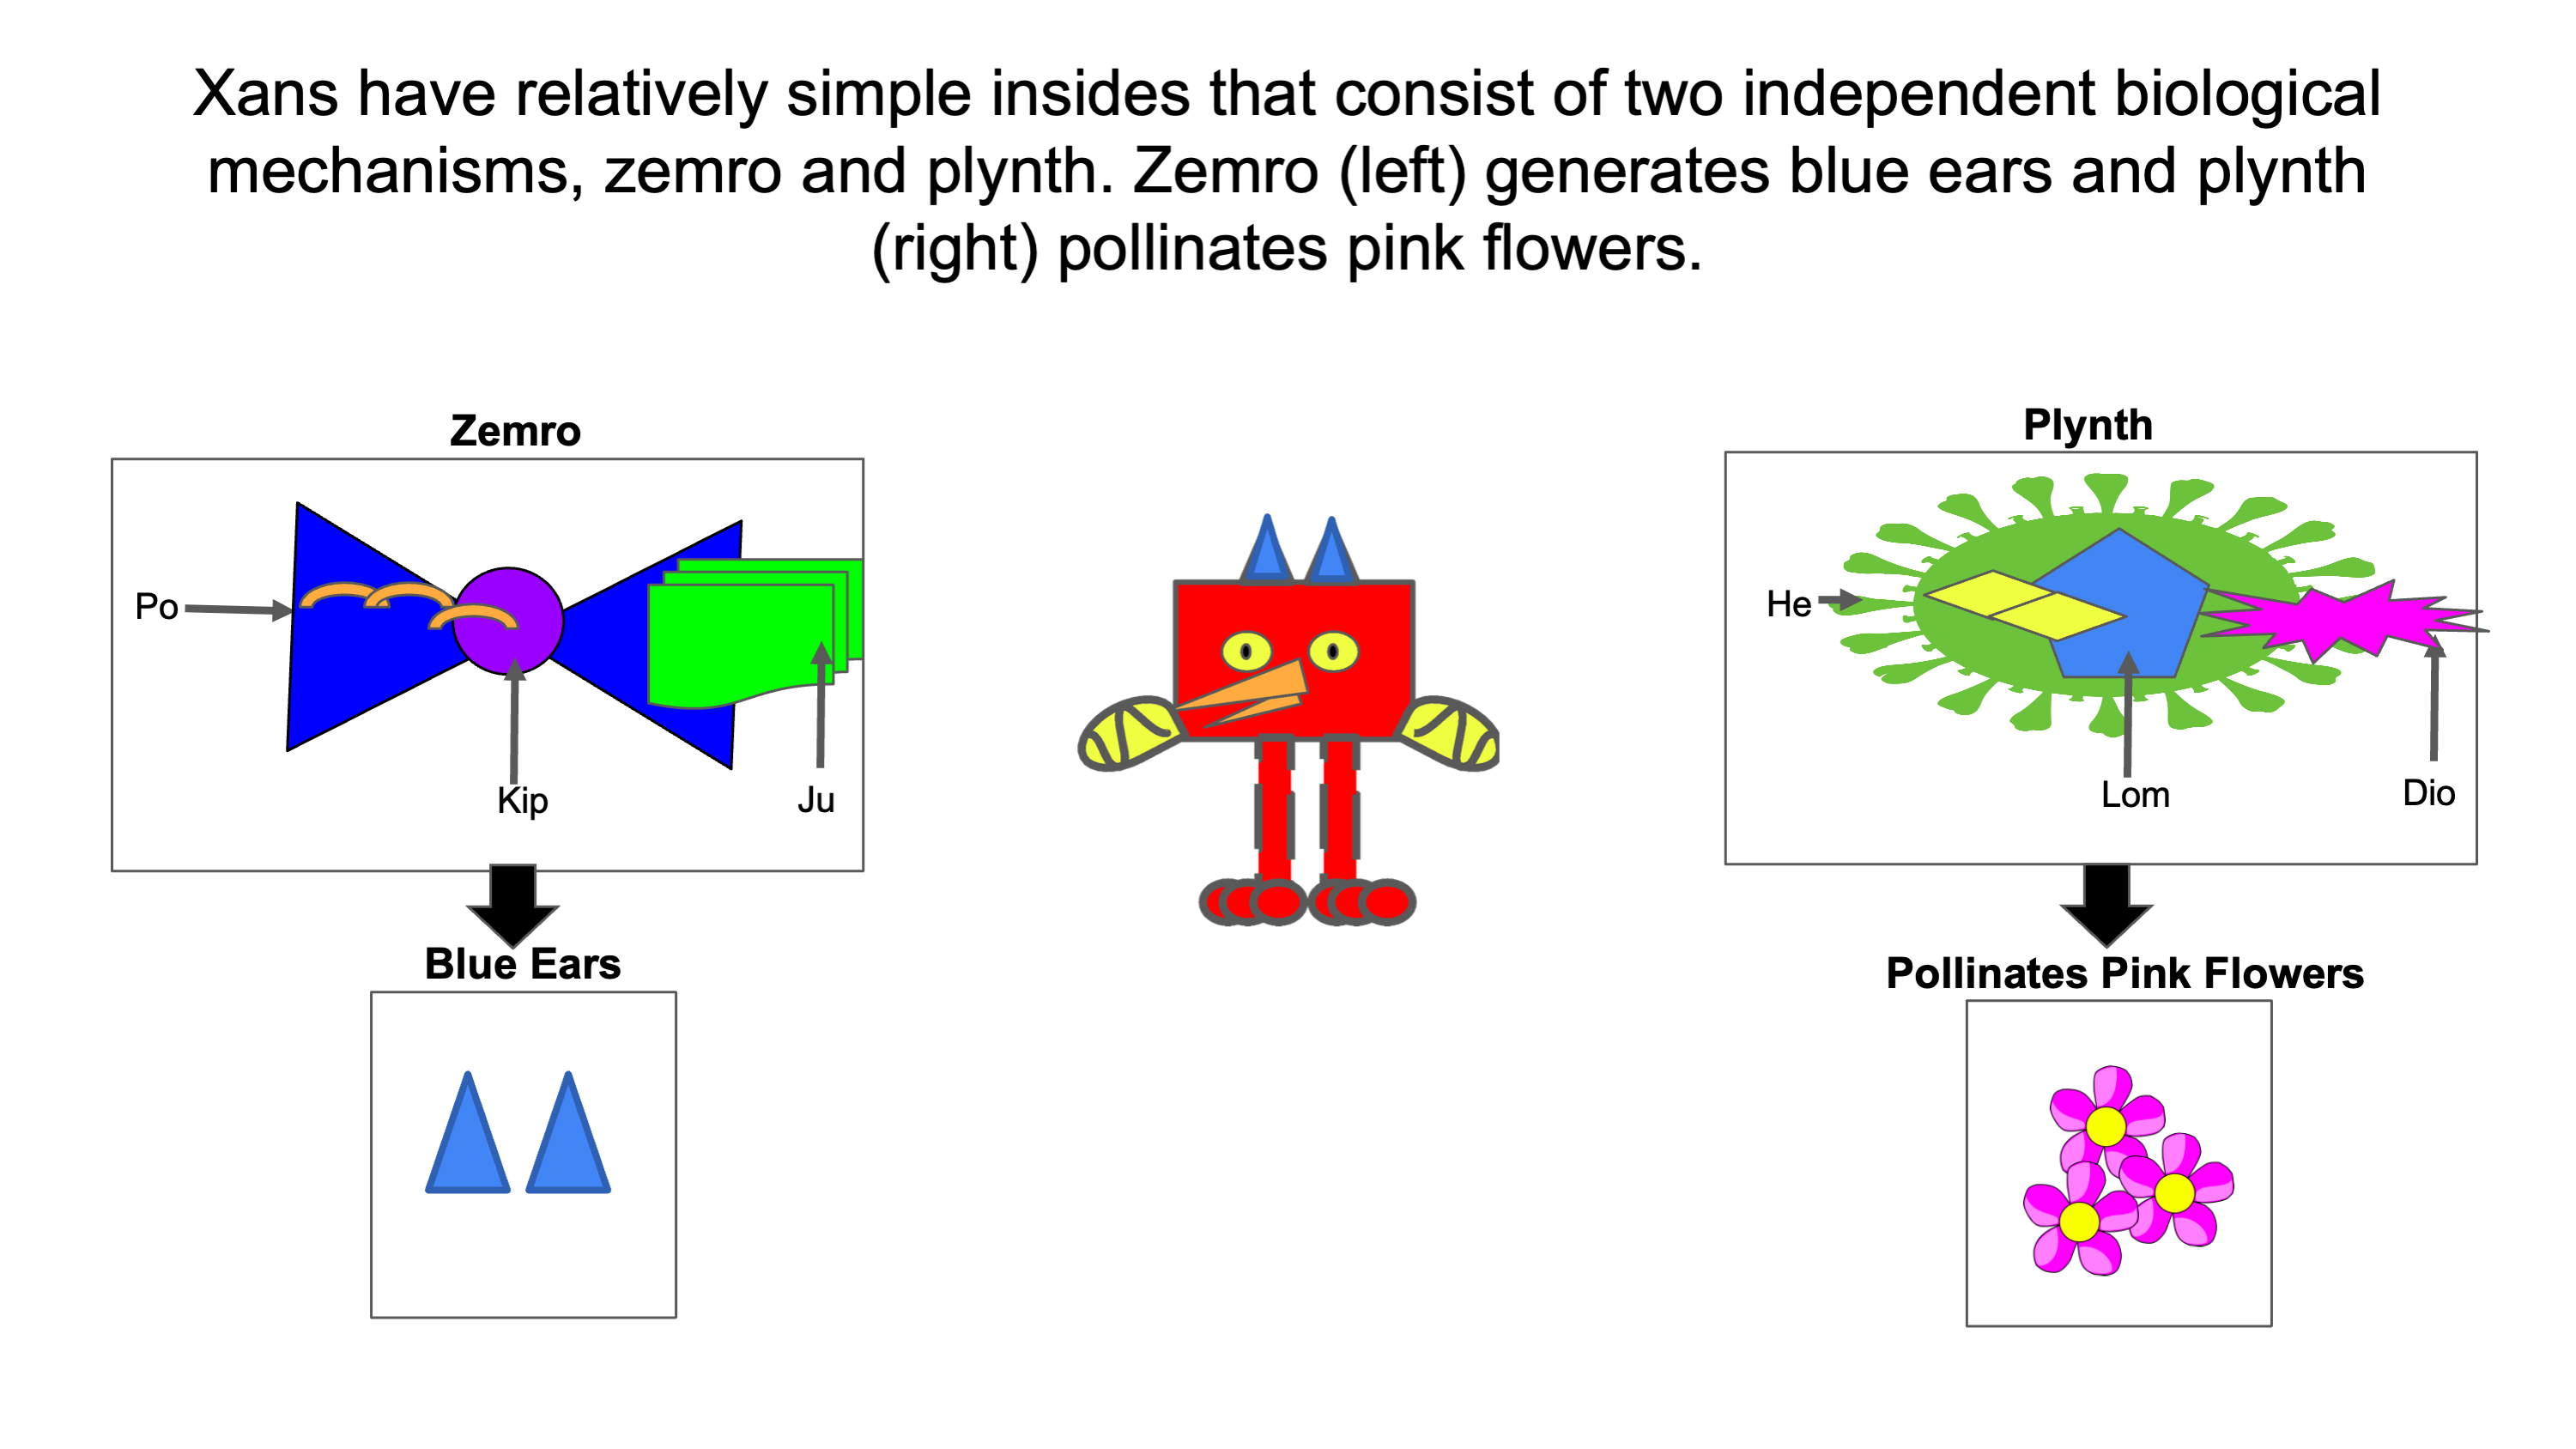 Xans have relatively simple insides that consist of two independent biological
mechanisms, zemro and plynth. Zemro (left) generates blue ears and plynth
(right) pollinates pink flowers.
Zemro
Po
Kip
Ju
Blue Ears
Plynth
He
Lom
Dio
Pollinates Pink Flowers